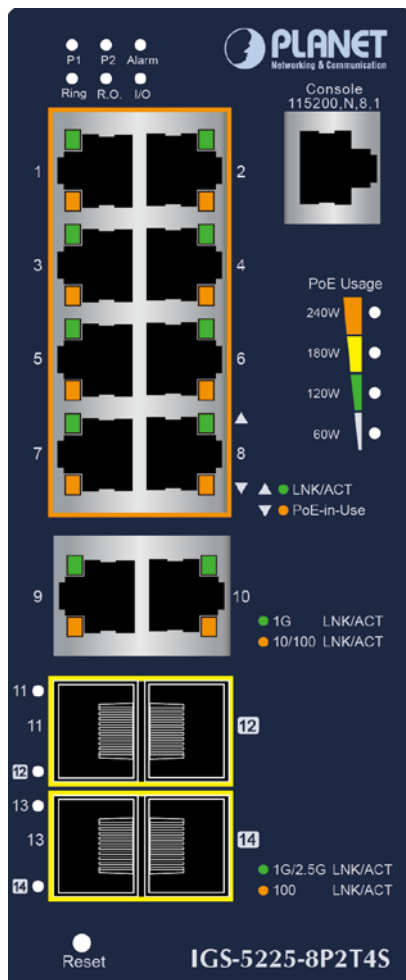 P1 P2 Alarm
Ring R.O. I/O
PLANET
Networking & Communication
Console
115200,N,8,1
1 2
3 4
5 6
7 8
PoE Usage
240W
180W
120W
60W
▲ LNK/ACT
▼ PoE-in-Use
9 10
1G LNK/ACT
10/100 LNK/ACT
11
11 12
12
13
13 14
14
1G/2.5G LNK/ACT
100 LNK/ACT
Reset
IGS-5225-8P2T4S